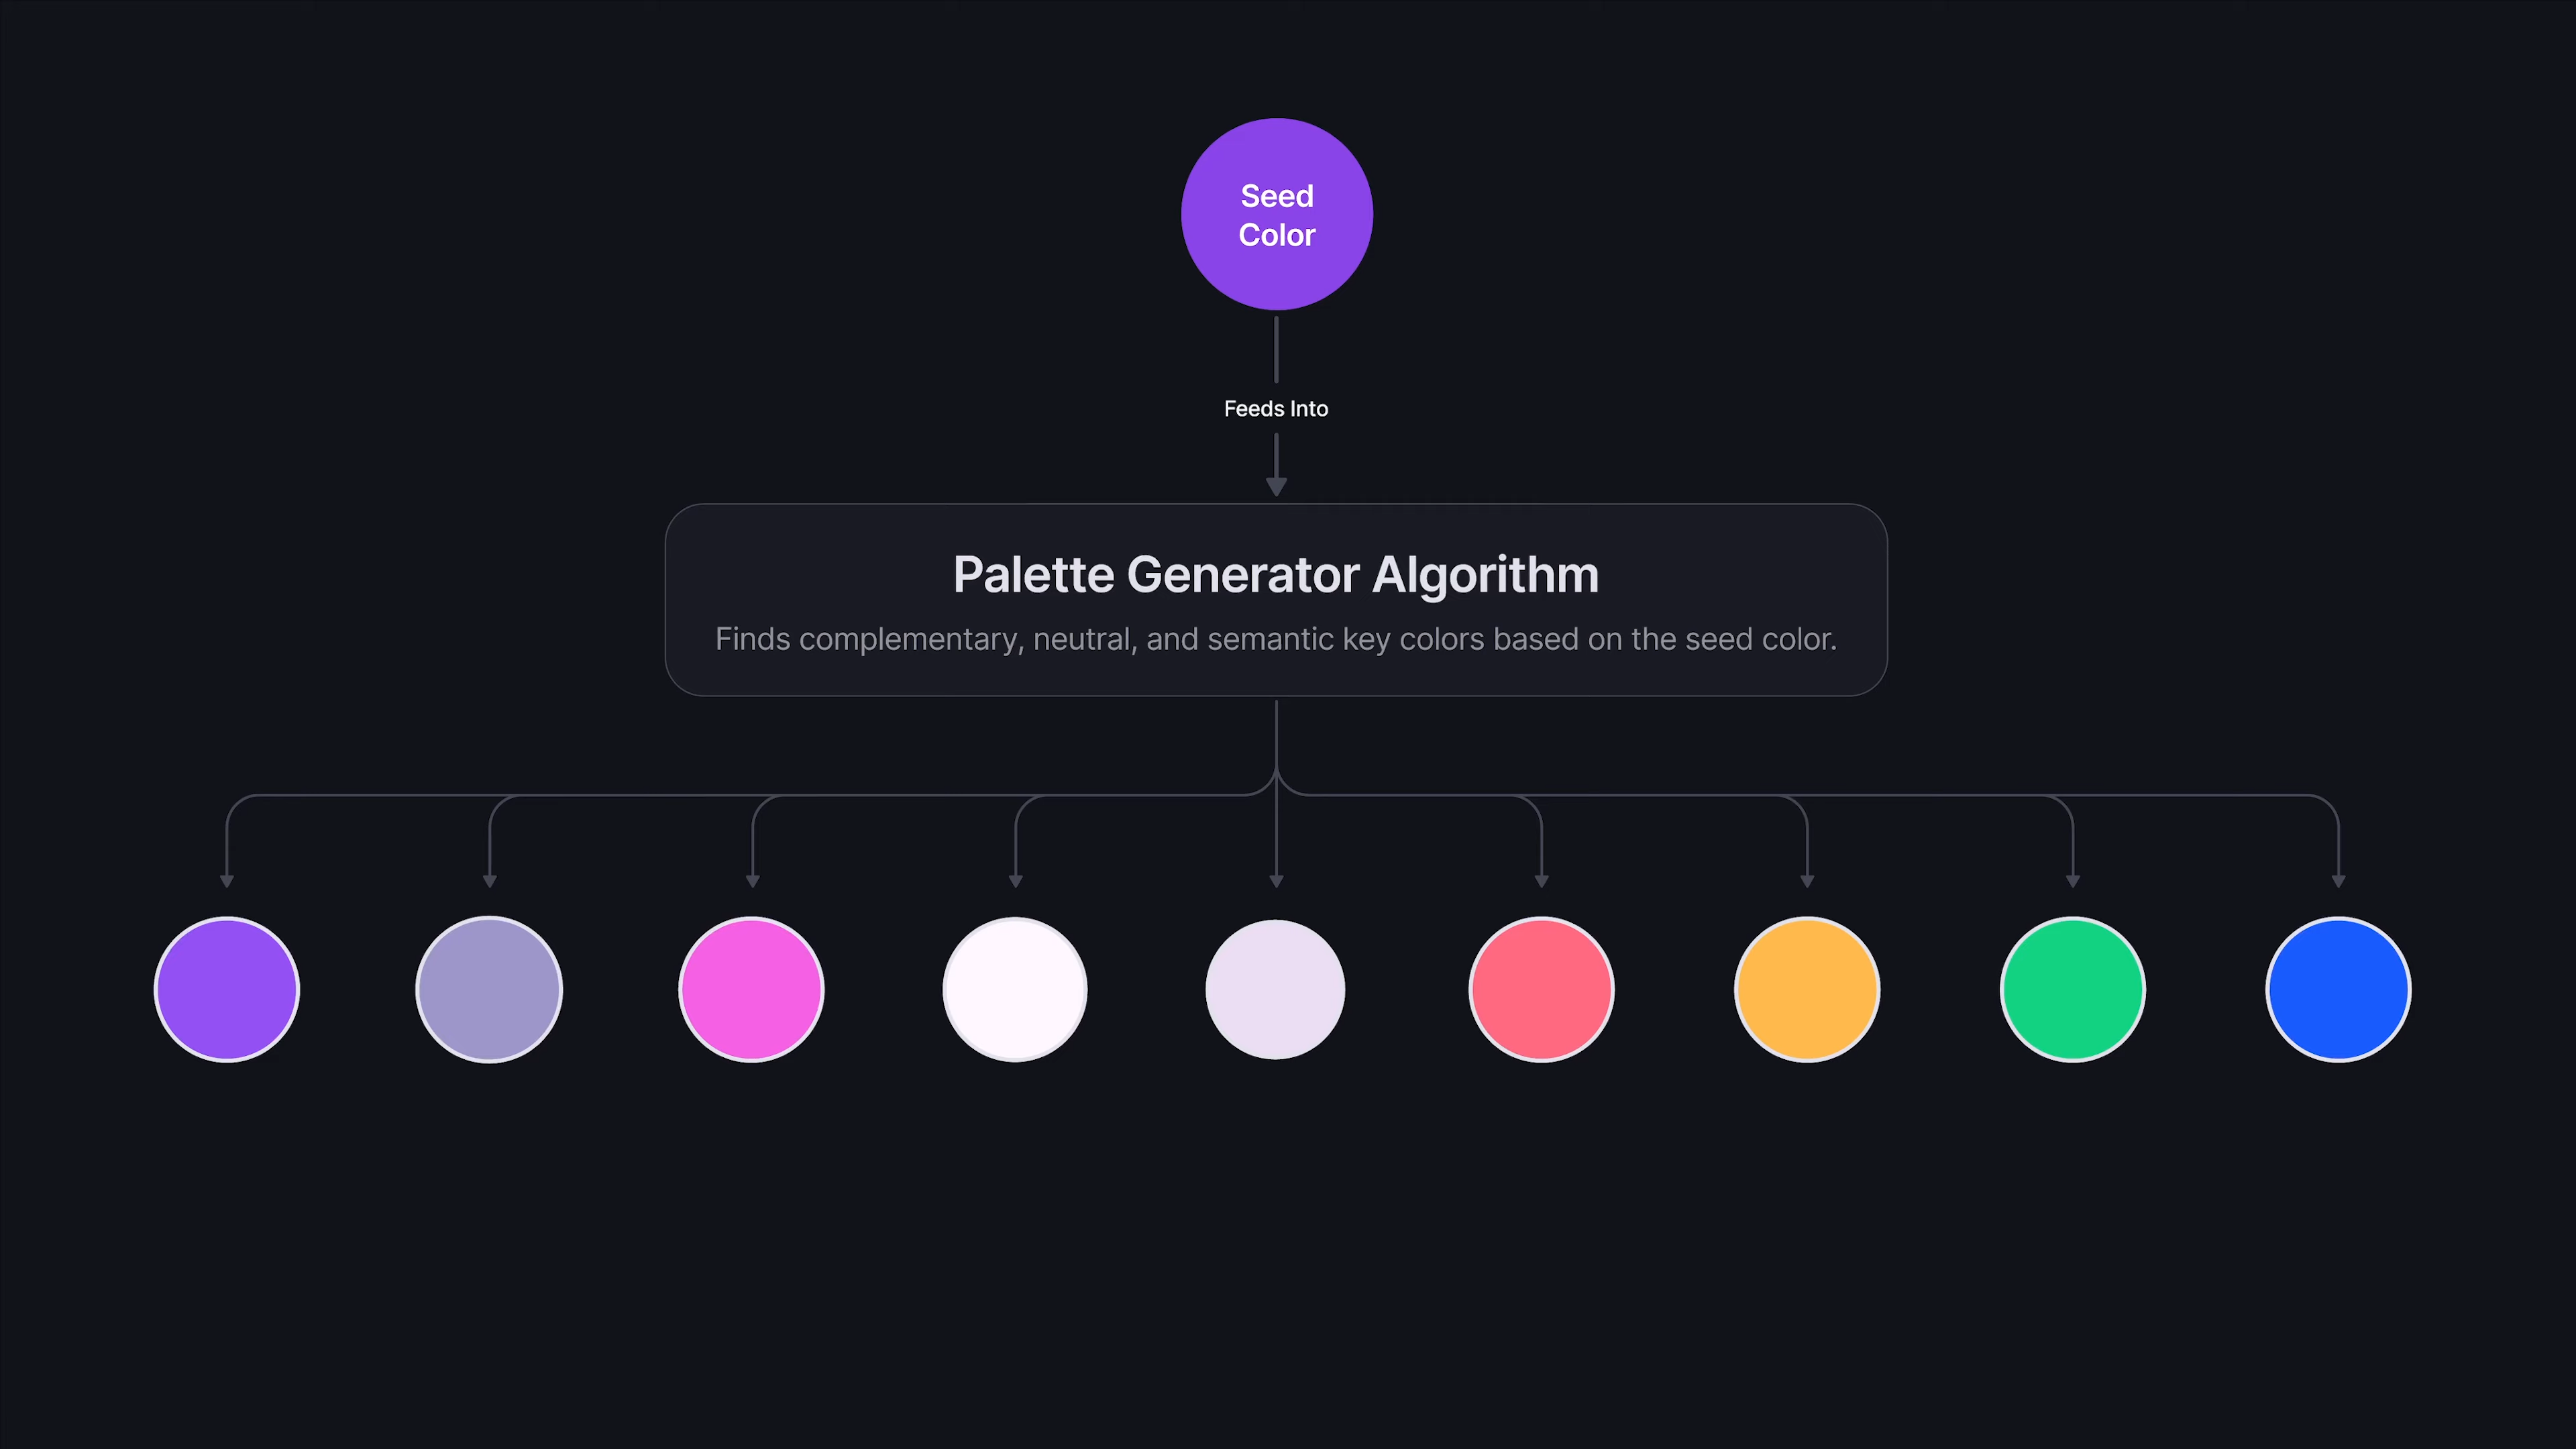 Seed
Color
Feeds Into
Palette Generator Algorithm
Finds complementary, neutral, and semantic key colors based on the seed color.